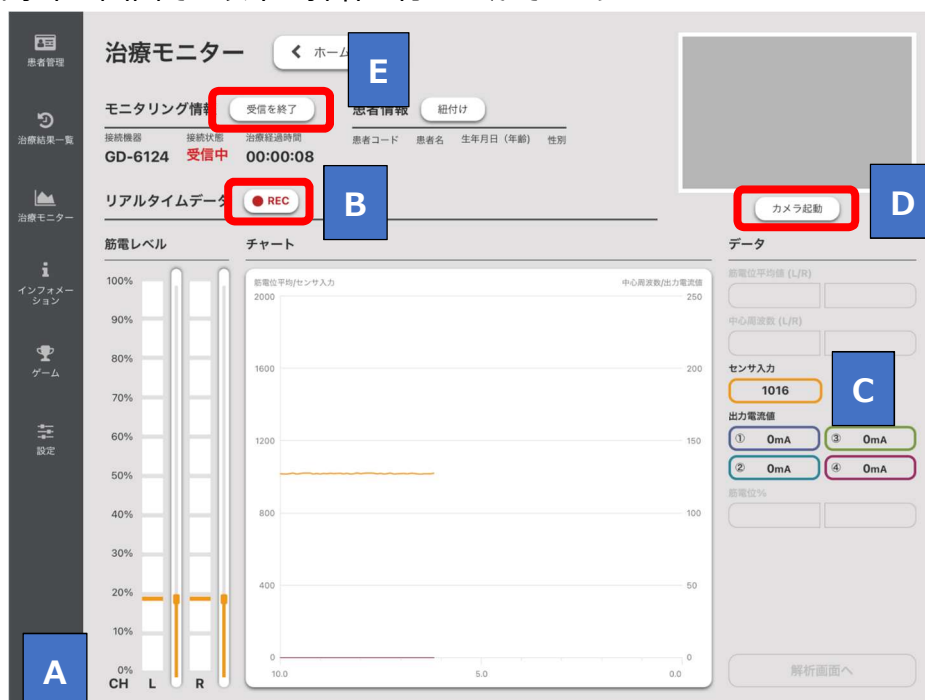 患者管理
治療結果一覧
治療モニター
インフォメーション
ゲーム
設定
治療モニター
ホーム
E
モニタリング情報
受信を終了
患者情報
紐付け
接続機器
接続状態
治療経過時間
患者コード
患者名
生年月日（年齢）
性別
GD-6124
受信中
00:00:08
リアルタイムデータ
REC
B
カメラ起動
D
筋電レベル
チャート
データ
100%
90%
80%
70%
60%
50%
40%
30%
20%
10%
0%
CH L R
A
筋電位平均/センサ入力
中心周波数/出力電流値
2000
1600
1200
800
400
0
250
200
150
100
50
0
10.0
5.0
0.0
筋電位平均値 (L/R)
中心周波数 (L/R)
センサ入力
1016
C
出力電流値
① 0mA
③ 0mA
② 0mA
④ 0mA
筋電位%
解析画面へ